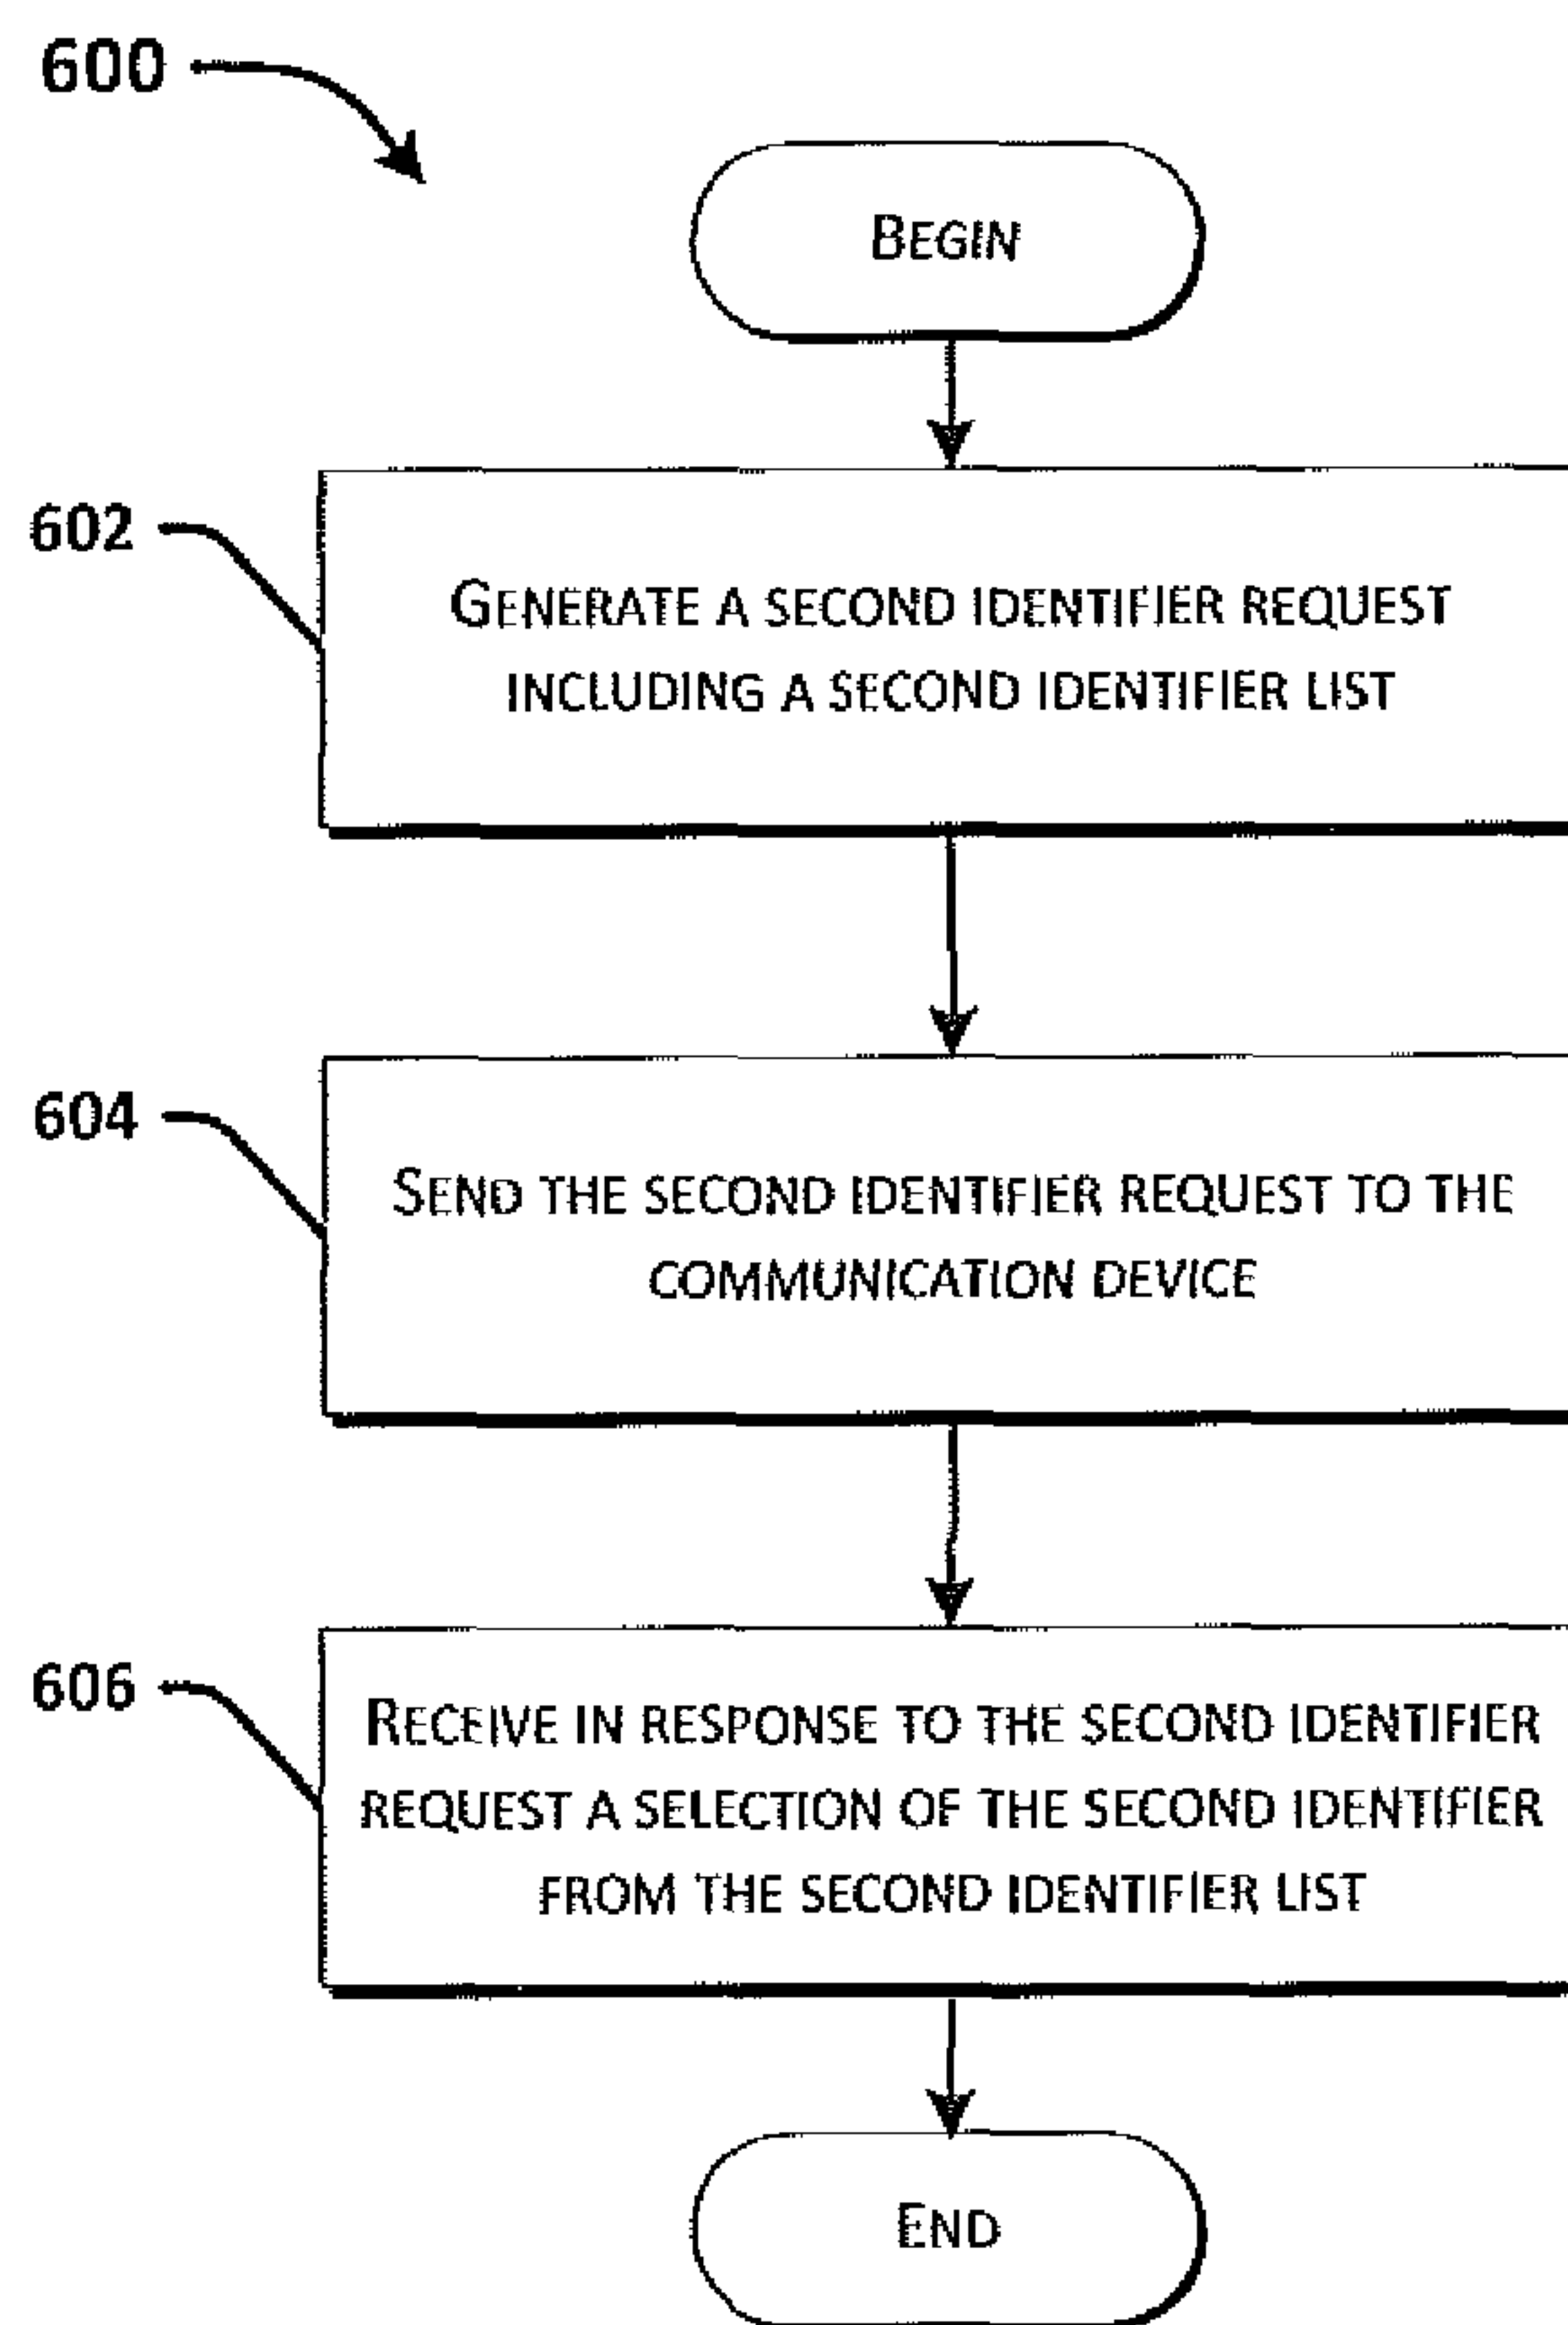 600
BEGIN
602
GENERATE A SECOND IDENTIFIER REQUEST
INCLUDING A SECOND IDENTIFIER LIST
604
SEND THE SECOND IDENTIFIER REQUEST TO THE
COMMUNICATION DEVICE
606
RECEIVE IN RESPONSE TO THE SECOND IDENTIFIER
REQUEST A SELECTION OF THE SECOND IDENTIFIER
FROM THE SECOND IDENTIFIER LIST
END